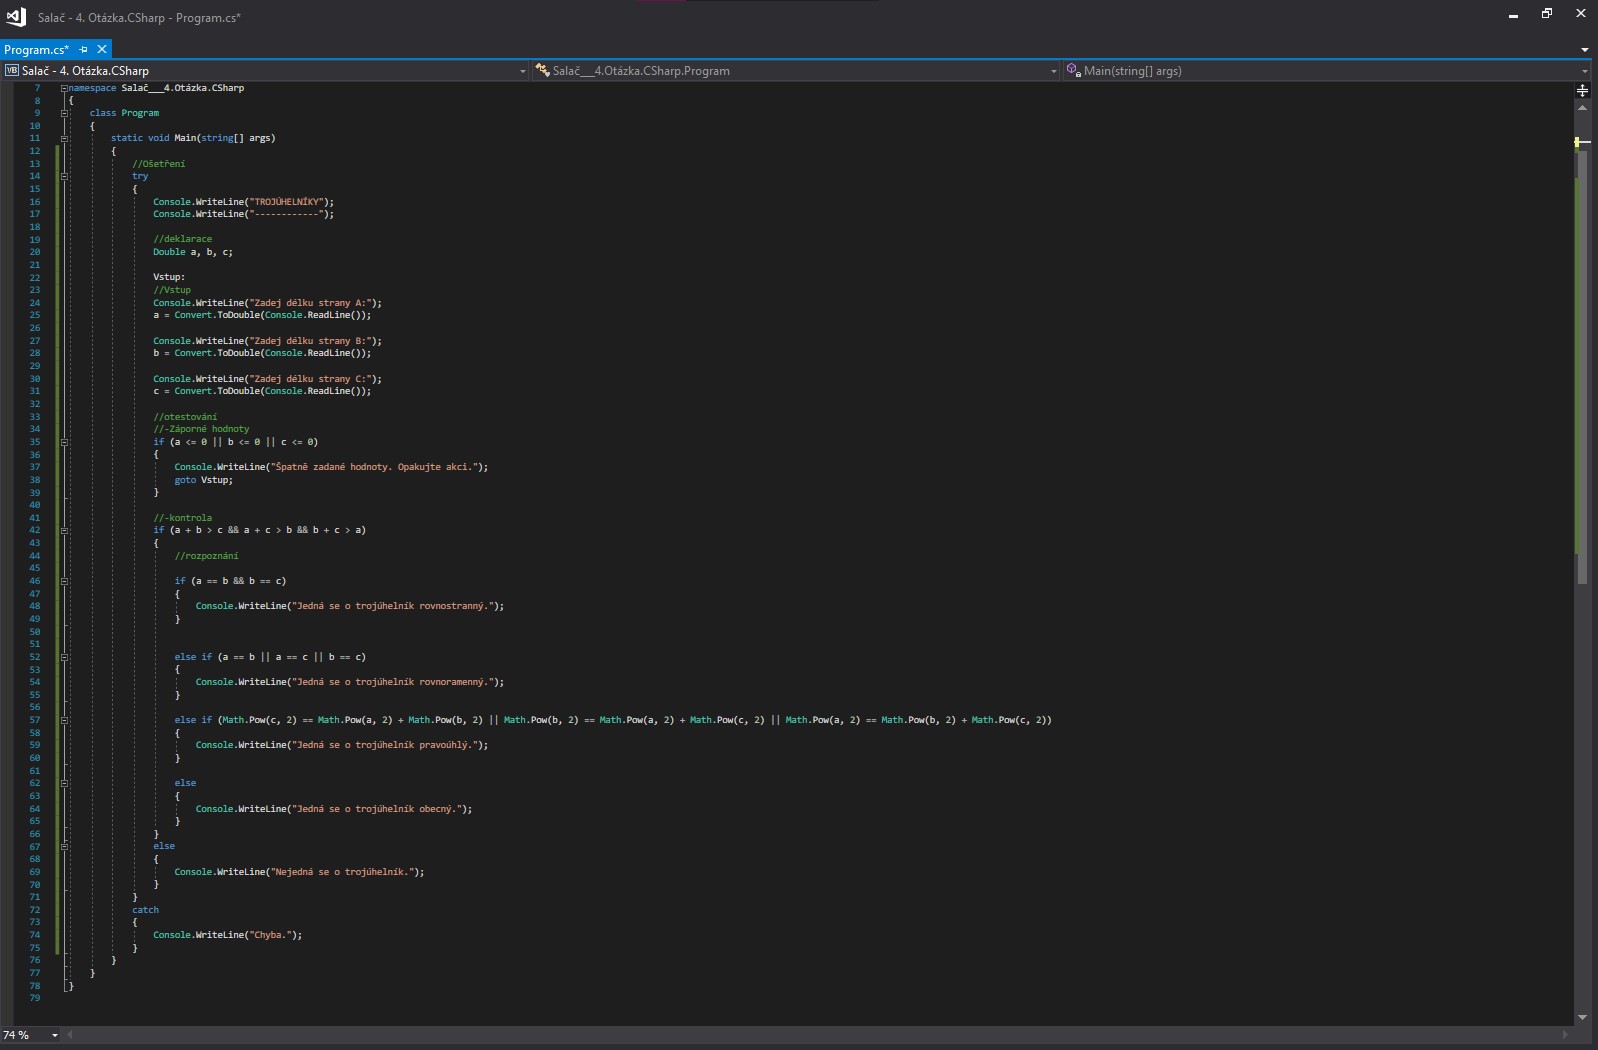 Salač - 4. Otázka.CSharp - Program.cs*
Program.cs*
VB Salač - 4. Otázka.CSharp Salač___4.Otázka.CSharp.Program Main(string[] args)
7 namespace Salač___4.Otázka.CSharp
8 {
9 class Program
10 {
11 static void Main(string[] args)
12 {
13 //Ošetření
14 try
15 {
16 Console.WriteLine("TROJÚHELNÍKY");
17 Console.WriteLine("------------");
18
19 //deklarace
20 Double a, b, c;
21
22 Vstup:
23 //Vstup
24 Console.WriteLine("Zadej délku strany A:");
25 a = Convert.ToDouble(Console.ReadLine());
26
27 Console.WriteLine("Zadej délku strany B:");
28 b = Convert.ToDouble(Console.ReadLine());
29
30 Console.WriteLine("Zadej délku strany C:");
31 c = Convert.ToDouble(Console.ReadLine());
32
33 //otestování
34 //-Záporné hodnoty
35 if (a <= 0 || b <= 0 || c <= 0)
36 {
37 Console.WriteLine("Špatně zadané hodnoty. Opakujte akci.");
38 goto Vstup;
39 }
40
41 //-kontrola
42 if (a + b > c && a + c > b && b + c > a)
43 {
44 //rozpoznání
45
46 if (a == b && b == c)
47 {
48 Console.WriteLine("Jedná se o trojúhelník rovnostranný.");
49 }
50
51
52 else if (a == b || a == c || b == c)
53 {
54 Console.WriteLine("Jedná se o trojúhelník rovnoramenný.");
55 }
56
57 else if (Math.Pow(c, 2) == Math.Pow(a, 2) + Math.Pow(b, 2) || Math.Pow(b, 2) == Math.Pow(a, 2) + Math.Pow(c, 2) || Math.Pow(a, 2) == Math.Pow(b, 2) + Math.Pow(c, 2))
58 {
59 Console.WriteLine("Jedná se o trojúhelník pravoúhlý.");
60 }
61
62 else
63 {
64 Console.WriteLine("Jedná se o trojúhelník obecný.");
65 }
66 }
67 else
68 {
69 Console.WriteLine("Nejedná se o trojúhelník.");
70 }
71 }
72 catch
73 {
74 Console.WriteLine("Chyba.");
75 }
76 }
77 }
78 }
79
74 %